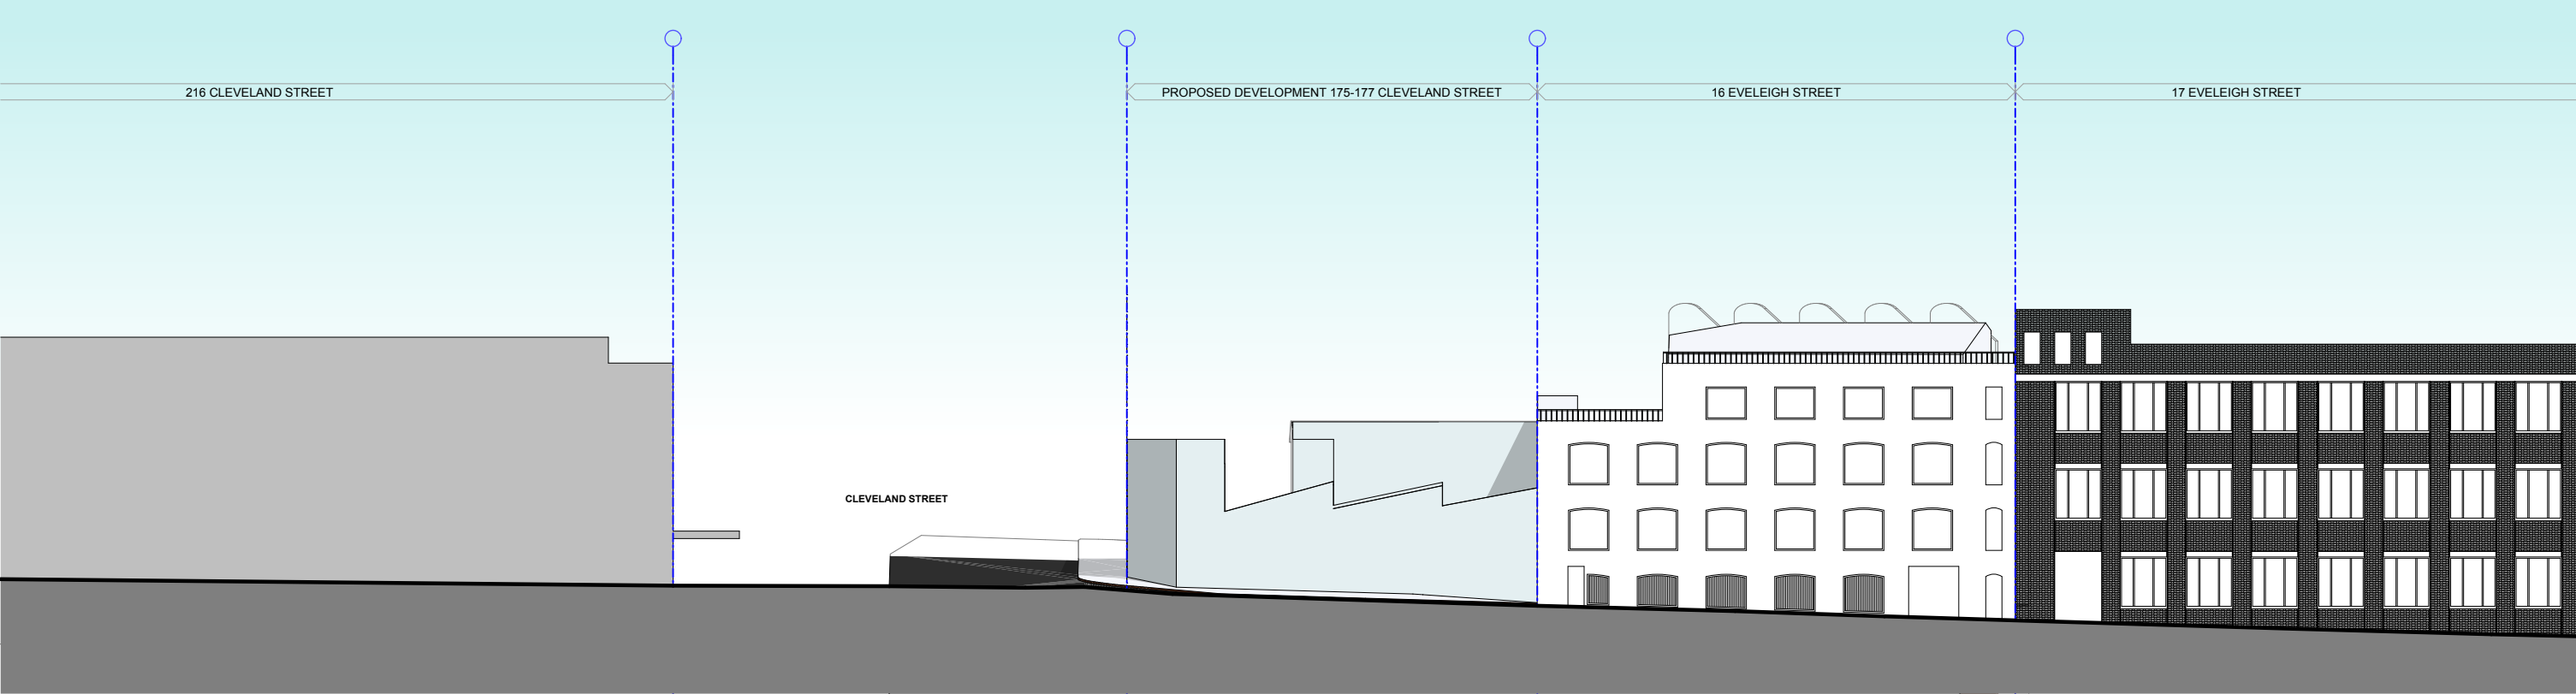 216 CLEVELAND STREET
PROPOSED DEVELOPMENT 175-177 CLEVELAND STREET
16 EVELEIGH STREET
17 EVELEIGH STREET
CLEVELAND STREET